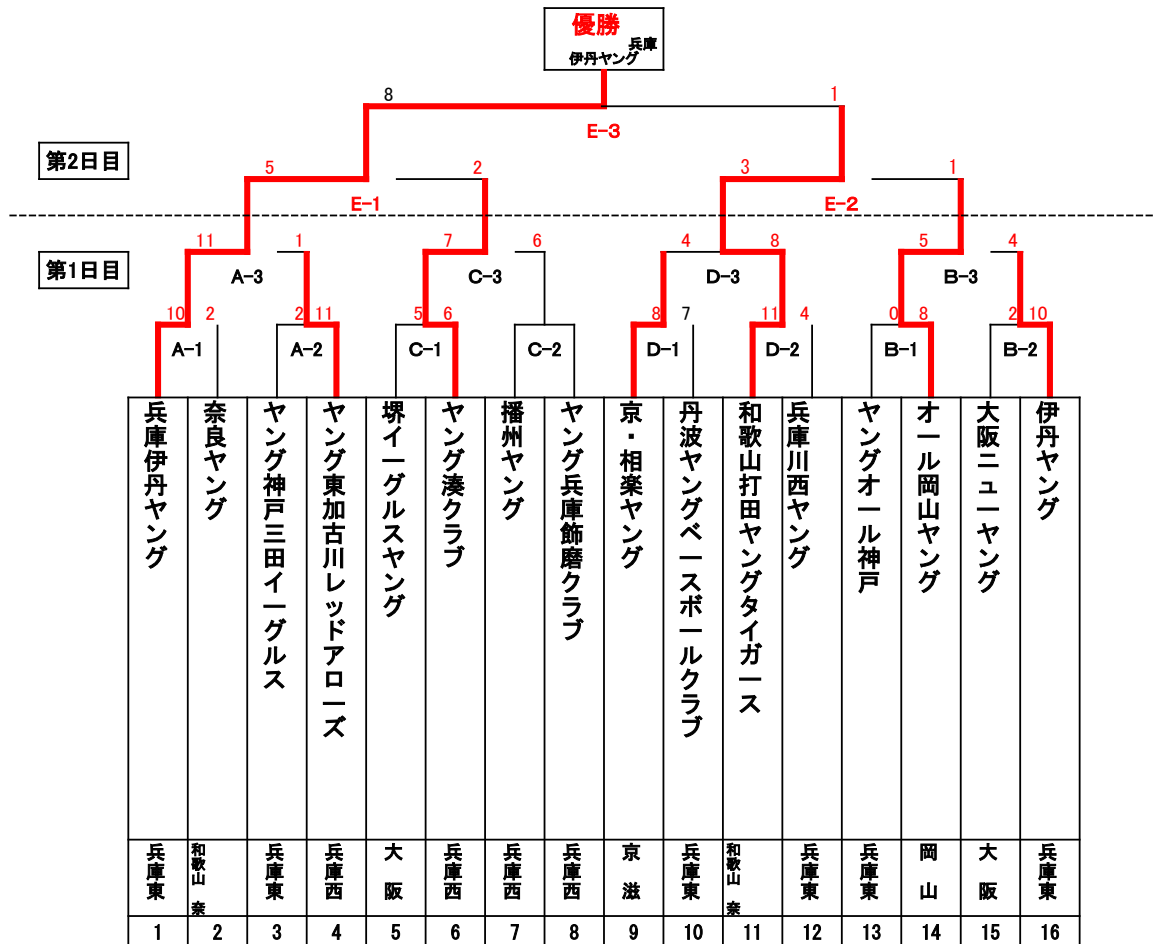 優勝
兵庫
伊丹ヤング
8
1
E-3
第2日目
5
2
3
1
E-1
E-2
第1日目
11
1
7
6
4
8
5
4
A-3
C-3
D-3
B-3
10
2
2
11
5
6
8
7
11
4
0
8
2
10
A-1
A-2
C-1
C-2
D-1
D-2
B-1
B-2
兵庫伊丹ヤング
奈良ヤング
ヤング神戸三田イーグルス
ヤング東加古川レッドアローズ
堺イーグルスヤング
ヤング湊クラブ
播州ヤング
ヤング兵庫飾磨クラブ
京・相楽ヤング
丹波ヤングベースボールクラブ
和歌山打田ヤングタイガース
兵庫川西ヤング
ヤングオール神戸
オール岡山ヤング
大阪ニューヤング
伊丹ヤング
兵庫東
和歌山 奈
兵庫東
兵庫西
大阪
兵庫西
兵庫西
兵庫西
京滋
兵庫東
和歌山 奈
兵庫東
兵庫東
岡山
大阪
兵庫東
1
2
3
4
5
6
7
8
9
10
11
12
13
14
15
16